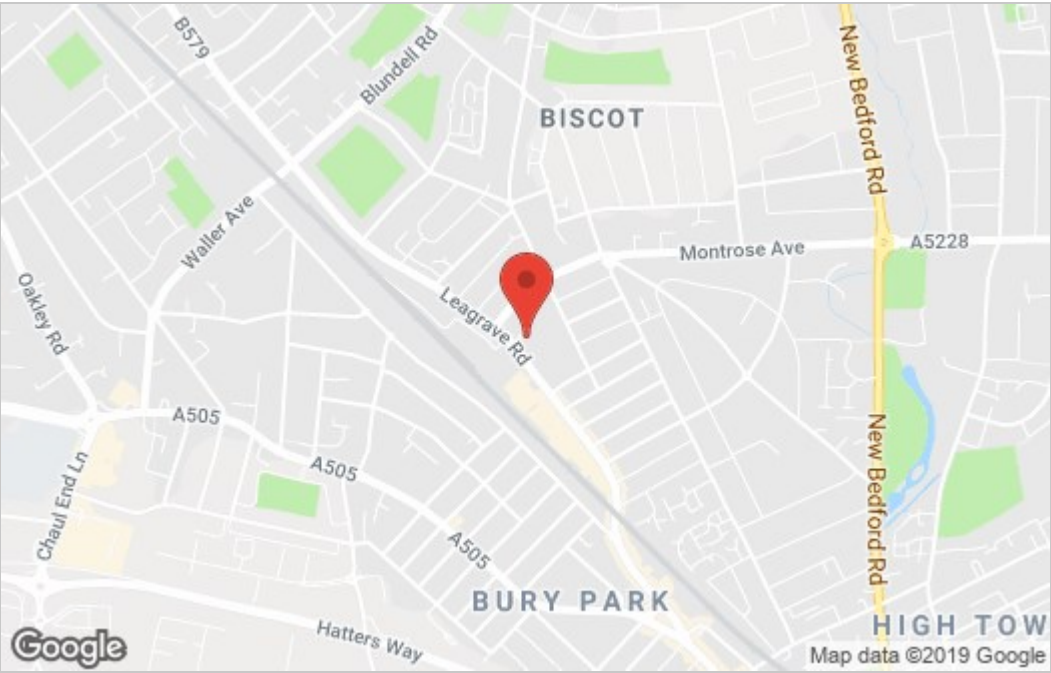 B579
Blundell Rd
New Bedford Rd
BISCOT
Waller Ave
Montrose Ave
A5228
Oakley Rd
Leagrave Rd
A505
A505
New Bedford Rd
Chaul End Ln
A505
BURY PARK
Hatters Way
HIGH TOW
Google
Map data ©2019 Google